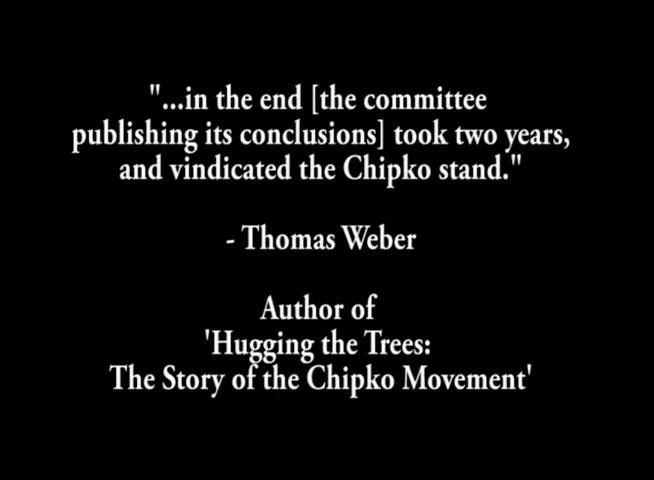 "...in the end [the committee
publishing its conclusions] took two years,
and vindicated the Chipko stand."
- Thomas Weber
Author of
'Hugging the Trees:
The Story of the Chipko Movement'